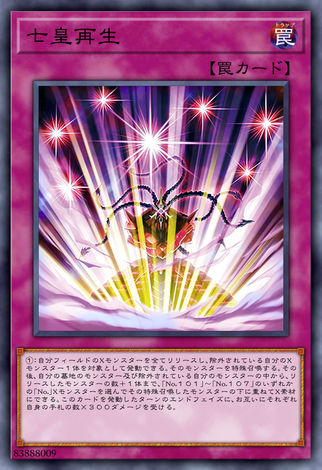 七皇再生
トラップ
罠
【罠カード】
①:自分フィールドのXモンスターを全てリリースし、除外されている自分のX
モンスター1体を対象として発動できる。そのモンスターを特殊召喚する。その
後、自分の墓地のモンスター及び除外されている自分のモンスターの中から、リ
リースしたモンスターの数+1体まで、「No.101」~「No.107」のいずれか
の「No.」Xモンスターを選んでその特殊召喚したモンスターの下に重ねてX素材
にできる。このカードを発動したターンのエンドフェイズに、お互いにそれぞれ
自身の手札の数×300ダメージを受ける。
83888009